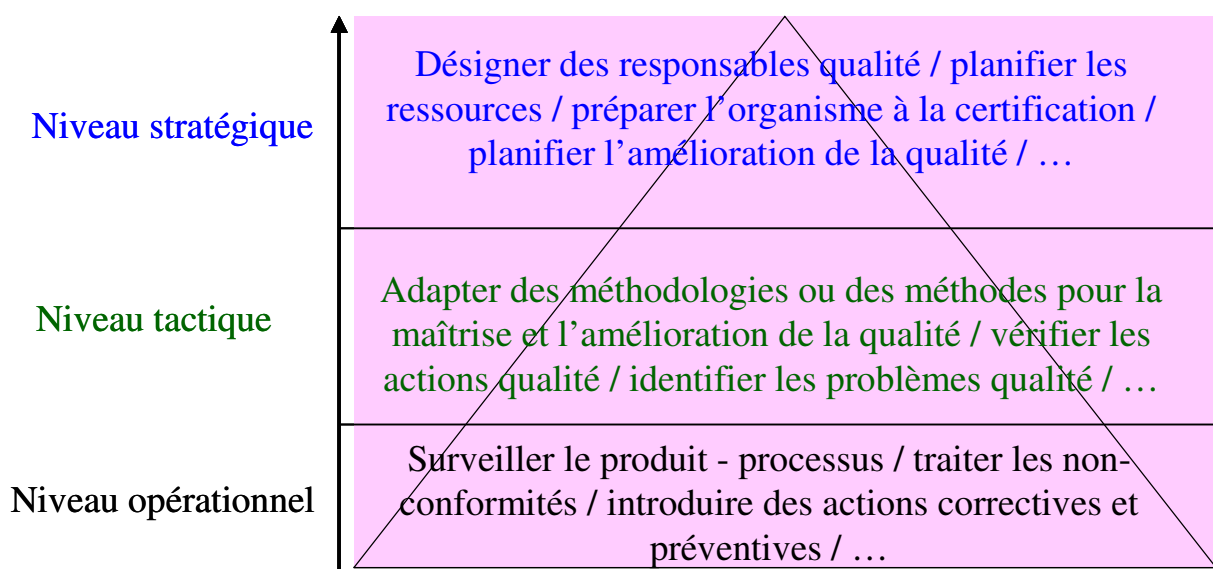 Niveau stratégique
Désigner des responsables qualité / planifier les
ressources / préparer l'organisme à la certification /
planifier l'amélioration de la qualité / …
Niveau tactique
Adapter des méthodologies ou des méthodes pour la
maîtrise et l'amélioration de la qualité / vérifier les
actions qualité / identifier les problèmes qualité / …
Niveau opérationnel
Surveiller le produit - processus / traiter les non-
conformités / introduire des actions correctives et
préventives / …